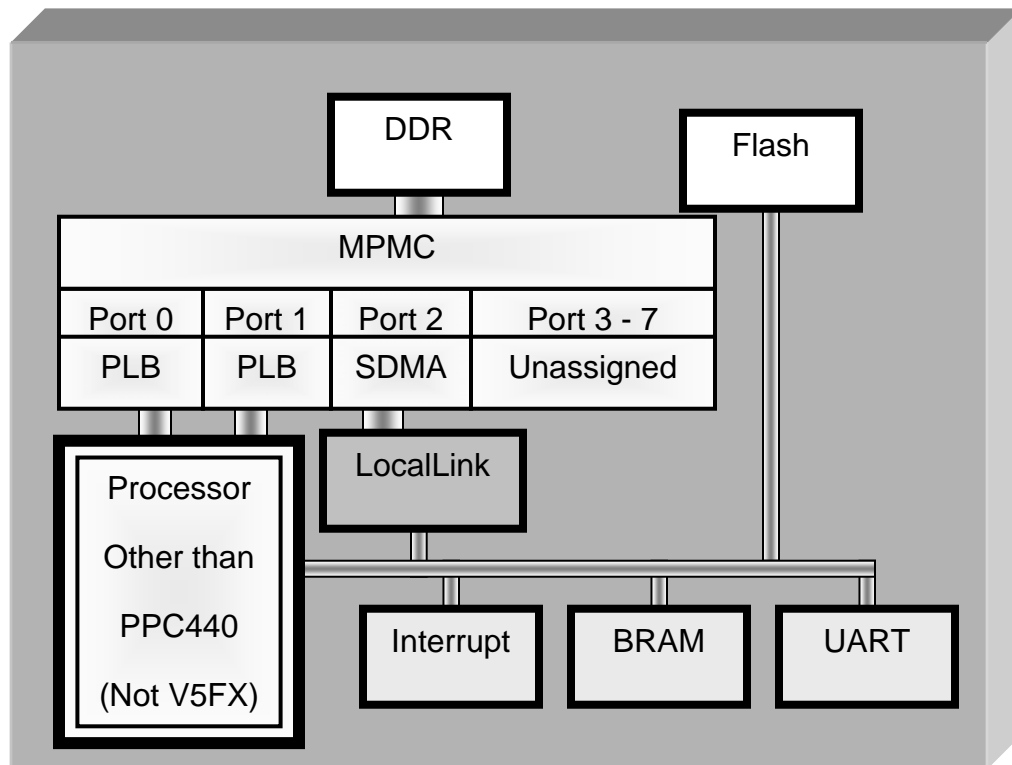 DDR
Flash
MPMC
Port 0
Port 1
Port 2
Port 3 - 7
PLB
PLB
SDMA
Unassigned
LocalLink
Processor
Other than
PPC440
(Not V5FX)
Interrupt
BRAM
UART